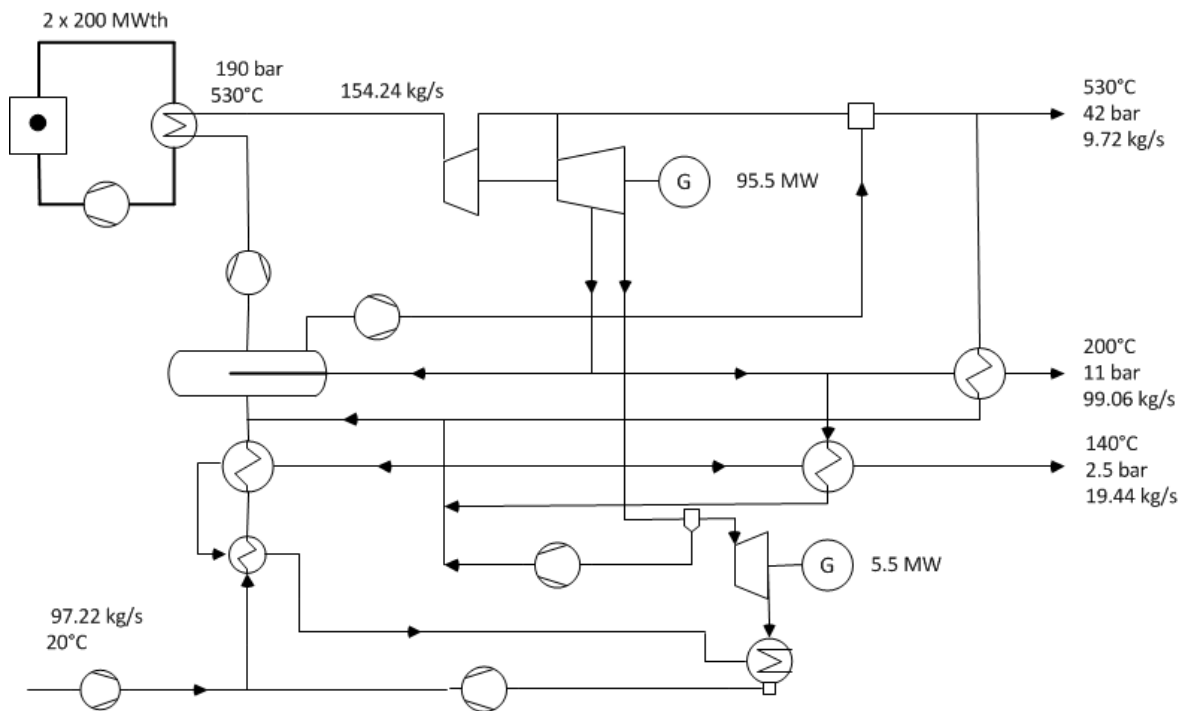 2 x 200 MWth
190 bar
530°C
154.24 kg/s
530°C
42 bar
9.72 kg/s
G
95.5 MW
200°C
11 bar
99.06 kg/s
140°C
2.5 bar
19.44 kg/s
G
5.5 MW
97.22 kg/s
20°C